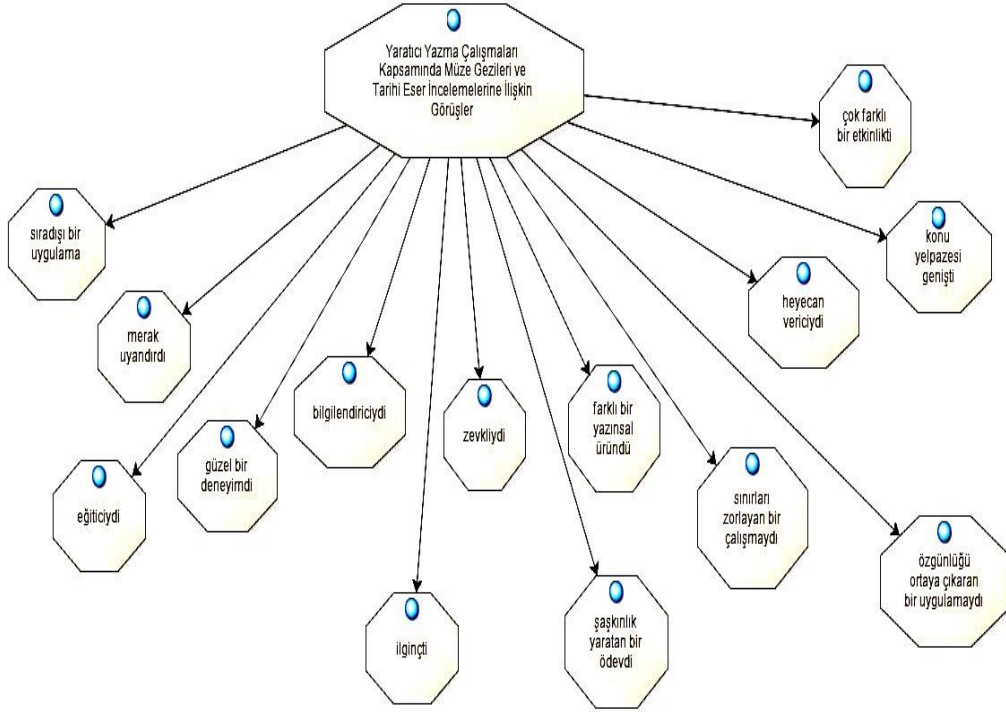 Yaratıcı Yazma Çalışmaları
Kapsamında Müze Gezileri ve
Tarihi Eser İncelemelerine İlişkin
Görüşler
çok farklı
bir etkinlikti
sıradışı bir
uygulama
konu
yelpazesi
genişti
merak
uyandırdı
heyecan
vericiydi
bilgilendiriciydi
zevkliydi
farklı bir
yazınsal
üründü
eğiticiydi
güzel bir
deneyimdi
sınırları
zorlayan bir
çalışmaydı
özgünlüğü
ortaya çıkaran
bir uygulamaydı
ilginçti
şaşkınlık
yaratan bir
ödevdi